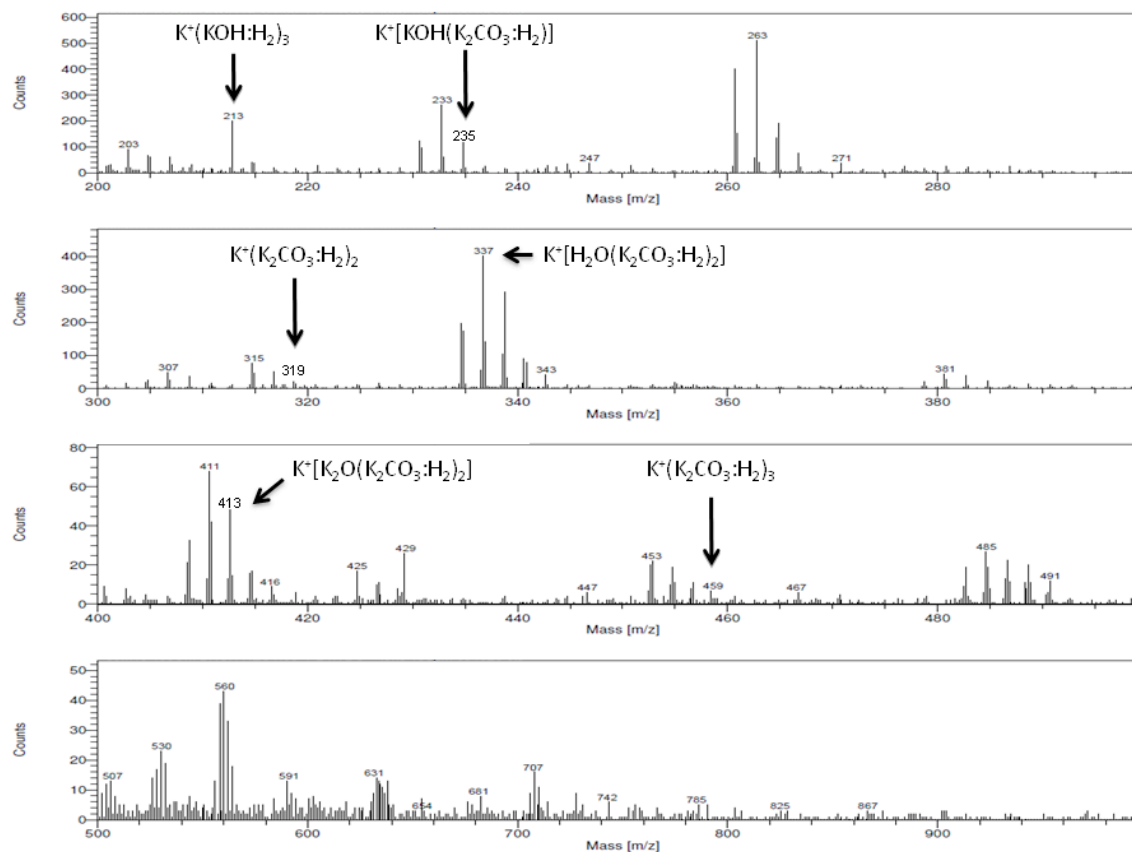 K⁺(KOH:H₂)₃ K⁺[KOH(K₂CO₃:H₂)]
600
500
400
300
200
100
0
Counts
203 213 233 235 247 263 271
200 220 240 260 280
Mass [m/z]
K⁺(K₂CO₃:H₂)₂ K⁺[H₂O(K₂CO₃:H₂)₂]
400
300
200
100
0
Counts
307 315 319 337 343 381
300 320 340 360 380
Mass [m/z]
K⁺[K₂O(K₂CO₃:H₂)₂] K⁺(K₂CO₃:H₂)₃
80
60
40
20
0
Counts
411 413 416 425 429 447 453 459 467 485 491
400 420 440 460 480
Mass [m/z]
50
40
30
20
10
0
Counts
507 530 560 591 631 654 681 707 742 785 825 867
500 600 700 800 900
Mass [m/z]